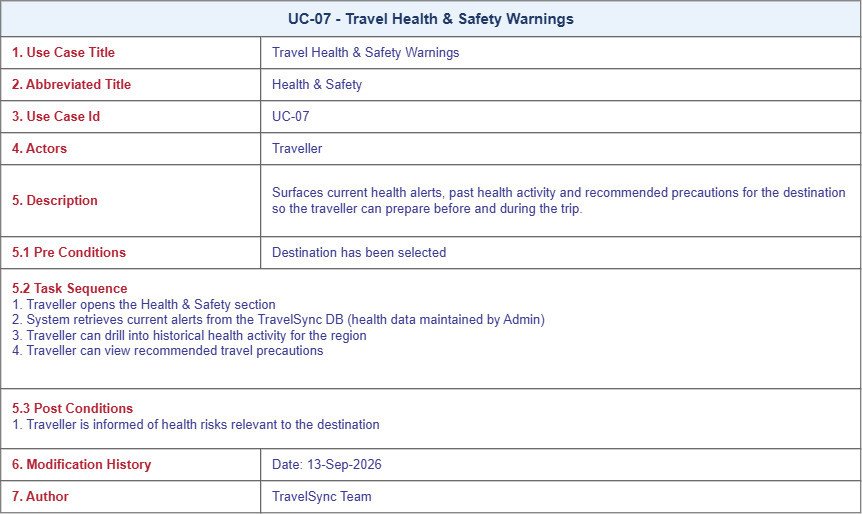 UC-07 - Travel Health & Safety Warnings
1. Use Case Title
Travel Health & Safety Warnings
2. Abbreviated Title
Health & Safety
3. Use Case Id
UC-07
4. Actors
Traveller
5. Description
Surfaces current health alerts, past health activity and recommended precautions for the destination
so the traveller can prepare before and during the trip.
5.1 Pre Conditions
Destination has been selected
5.2 Task Sequence
1. Traveller opens the Health & Safety section
2. System retrieves current alerts from the TravelSync DB (health data maintained by Admin)
3. Traveller can drill into historical health activity for the region
4. Traveller can view recommended travel precautions
5.3 Post Conditions
1. Traveller is informed of health risks relevant to the destination
6. Modification History
Date: 13-Sep-2026
7. Author
TravelSync Team